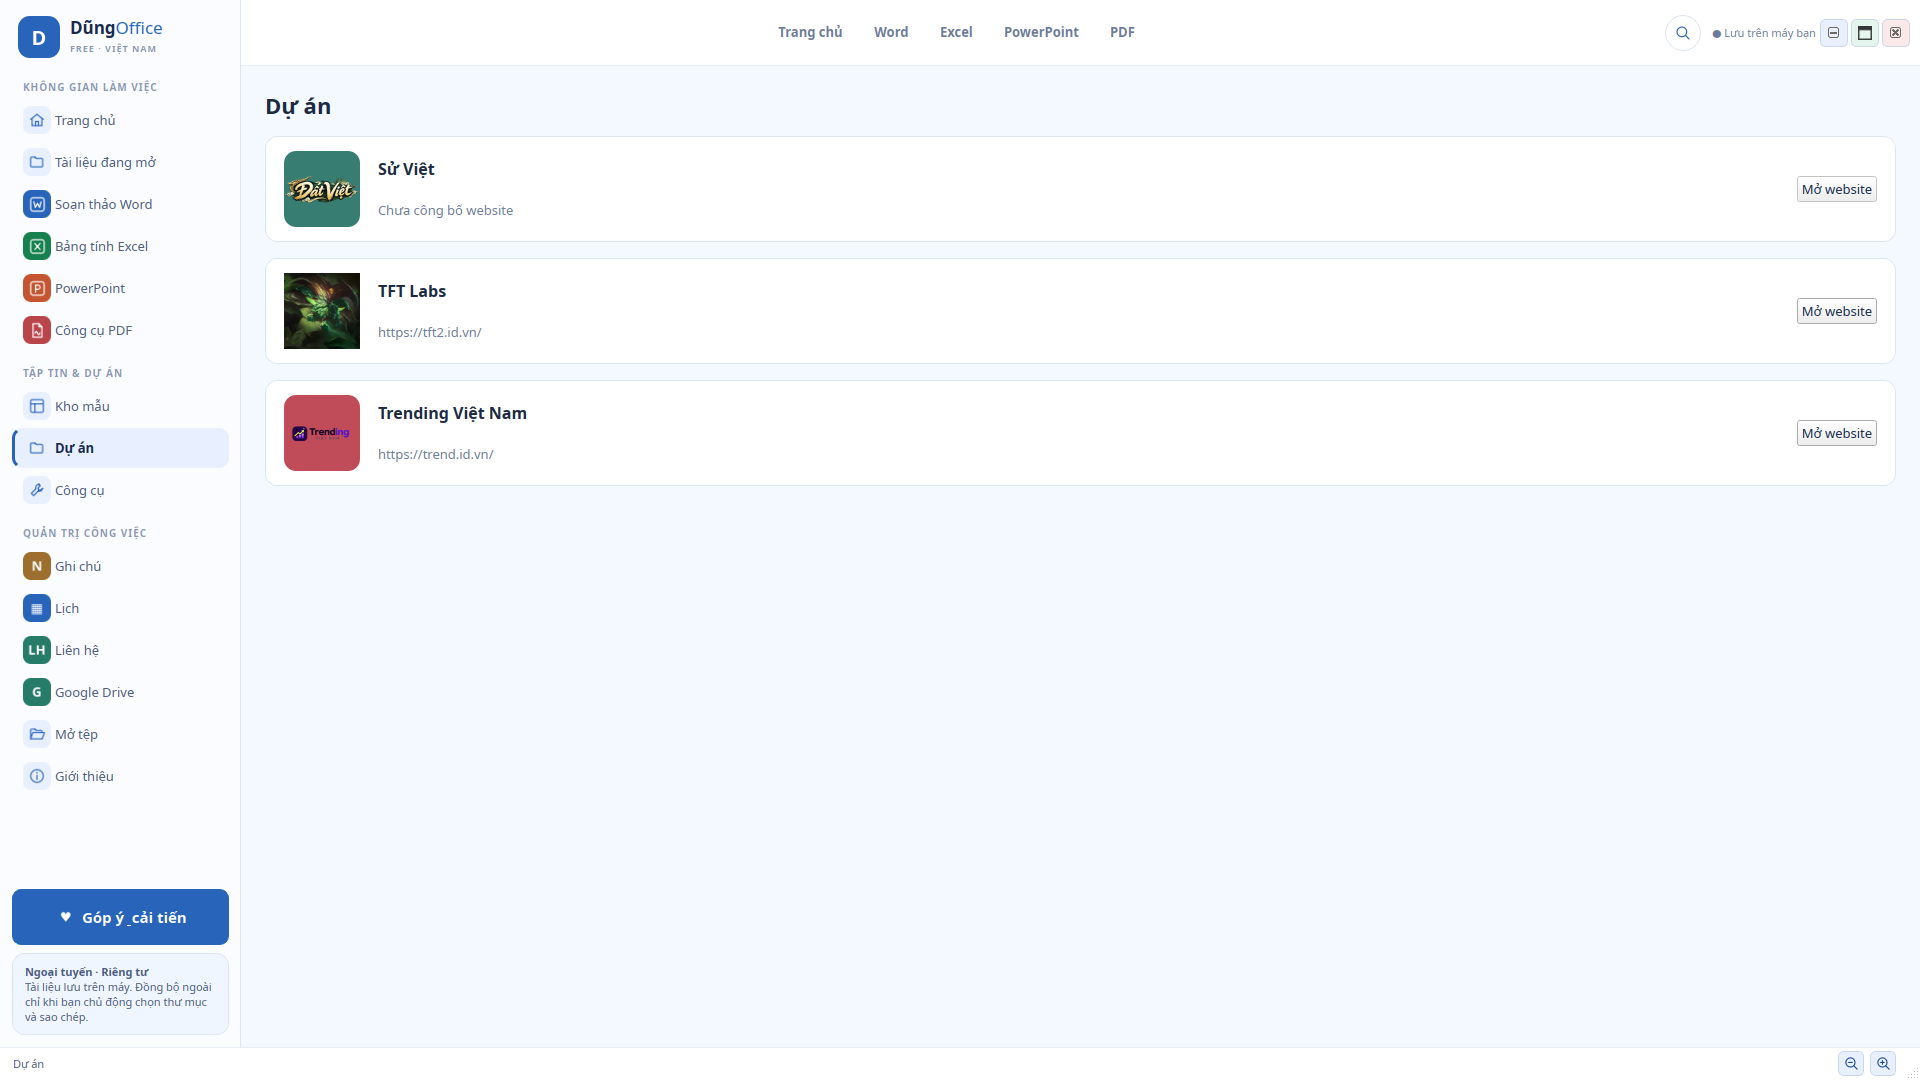 D
DũngOffice
FREE · VIỆT NAM
KHÔNG GIAN LÀM VIỆC
Trang chủ
Tài liệu đang mở
W Soạn thảo Word
X Bảng tính Excel
P PowerPoint
Công cụ PDF
TẬP TIN & DỰ ÁN
Kho mẫu
Dự án
Công cụ
QUẢN TRỊ CÔNG VIỆC
N Ghi chú
Lịch
LH Liên hệ
G Google Drive
Mở tệp
Giới thiệu
♥ Góp ý _cải tiến
Ngoại tuyến · Riêng tư
Tài liệu lưu trên máy. Đồng bộ ngoài
chỉ khi bạn chủ động chọn thư mục
và sao chép.
Trang chủ Word Excel PowerPoint PDF
● Lưu trên máy bạn
Dự án
Đất Việt
Sử Việt
Chưa công bố website
Mở website
TFT Labs
https://tft2.id.vn/
Mở website
Trending
Trending Việt Nam
https://trend.id.vn/
Mở website
Dự án